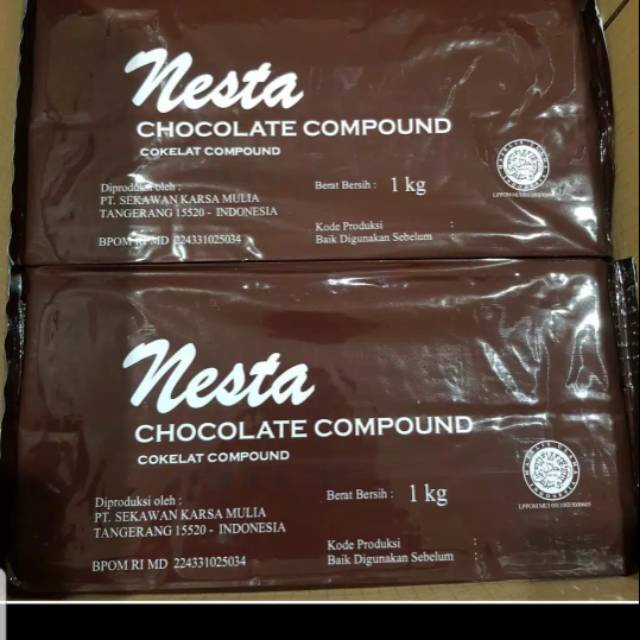 Nesta
CHOCOLATE COMPOUND
COKELAT COMPOUND
Diproduksi oleh :
PT. SEKAWAN KARSA MULIA
TANGERANG 15520 - INDONESIA
Berat Bersih : 1 kg
BPOM RI MD 224331025034
Kode Produksi :
Baik Digunakan Sebelum
Nesta
CHOCOLATE COMPOUND
COKELAT COMPOUND
Diproduksi oleh :
PT. SEKAWAN KARSA MULIA
TANGERANG 15520 - INDONESIA
Berat Bersih : 1 kg
BPOM RI MD 224331025034
Kode Produksi :
Baik Digunakan Sebelum :